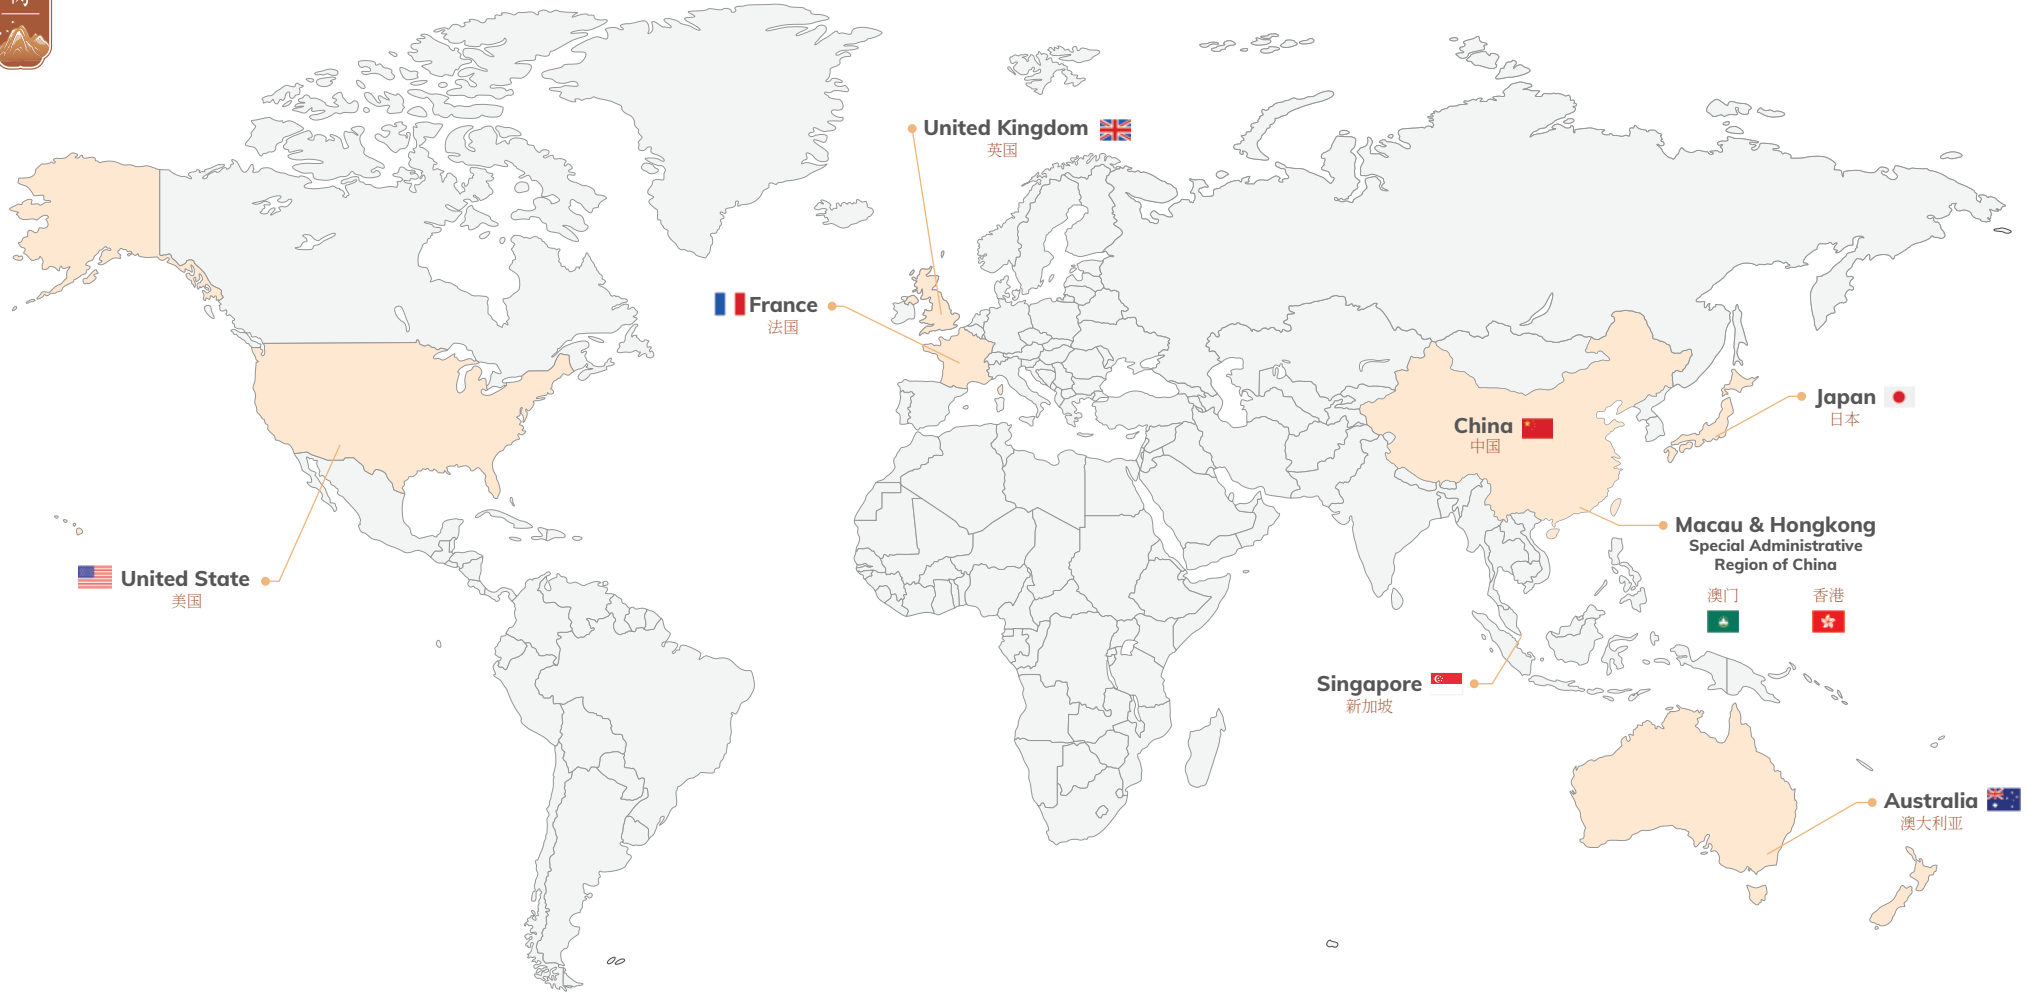 United Kingdom
英国
France
法国
Japan
日本
China
中国
Macau & Hongkong
Special Administrative
Region of China
澳门 香港
United State
美国
Singapore
新加坡
Australia
澳大利亚